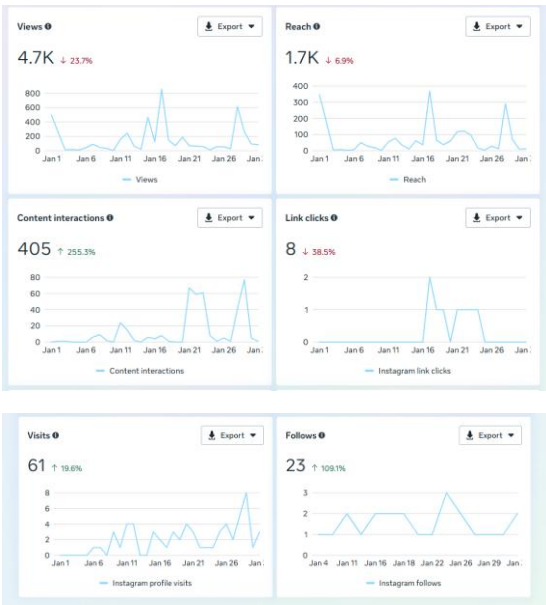 Views Export
4.7K ↓ 23.7%
800
600
400
200
0
Jan 1 Jan 6 Jan 11 Jan 16 Jan 21 Jan 26 Jan
Views
Reach Export
1.7K ↓ 6.9%
400
300
200
100
0
Jan 1 Jan 6 Jan 11 Jan 16 Jan 21 Jan 26 Jan
Reach
Content interactions Export
405 ↑ 255.3%
80
60
40
20
0
Jan 1 Jan 6 Jan 11 Jan 16 Jan 21 Jan 26 Jan
Content interactions
Link clicks Export
8 ↓ 38.5%
2
1
0
Jan 1 Jan 6 Jan 11 Jan 16 Jan 21 Jan 26 Jan
Instagram link clicks
Visits Export
61 ↑ 19.6%
8
6
4
2
0
Jan 1 Jan 6 Jan 11 Jan 16 Jan 21 Jan 26 Jan
Instagram profile visits
Follows Export
23 ↑ 109.1%
3
2
1
0
Jan 4 Jan 11 Jan 16 Jan 18 Jan 22 Jan 26 Jan 29 Jan
Instagram follows